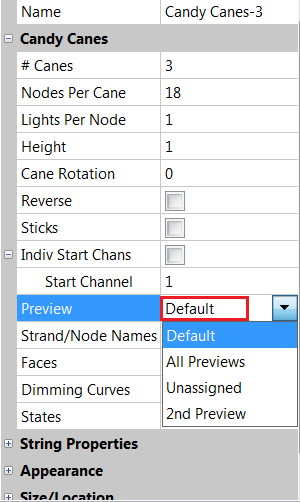 Name Candy Canes-3
Candy Canes
# Canes 3
Nodes Per Cane 18
Lights Per Node 1
Height 1
Cane Rotation 0
Reverse
Sticks
Indiv Start Chans
Start Channel 1
Preview Default
Strand/Node Names Default
Faces All Previews
Dimming Curves Unassigned
States 2nd Preview
String Properties
Appearance
Size/Location